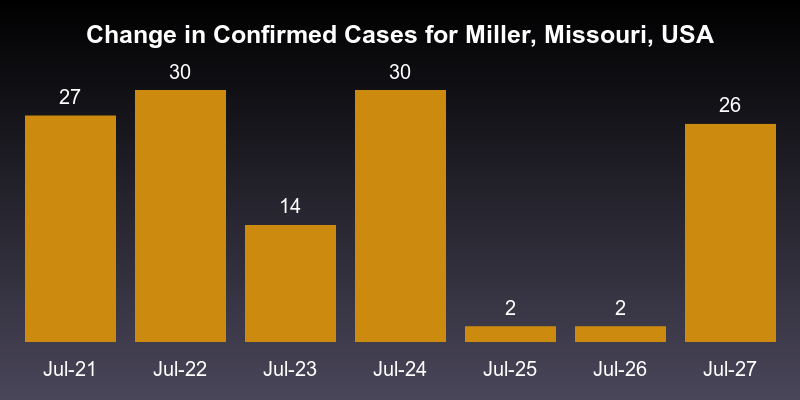 Change in Confirmed Cases for Miller, Missouri, USA
27 30 14 30 2 2 26
Jul-21 Jul-22 Jul-23 Jul-24 Jul-25 Jul-26 Jul-27